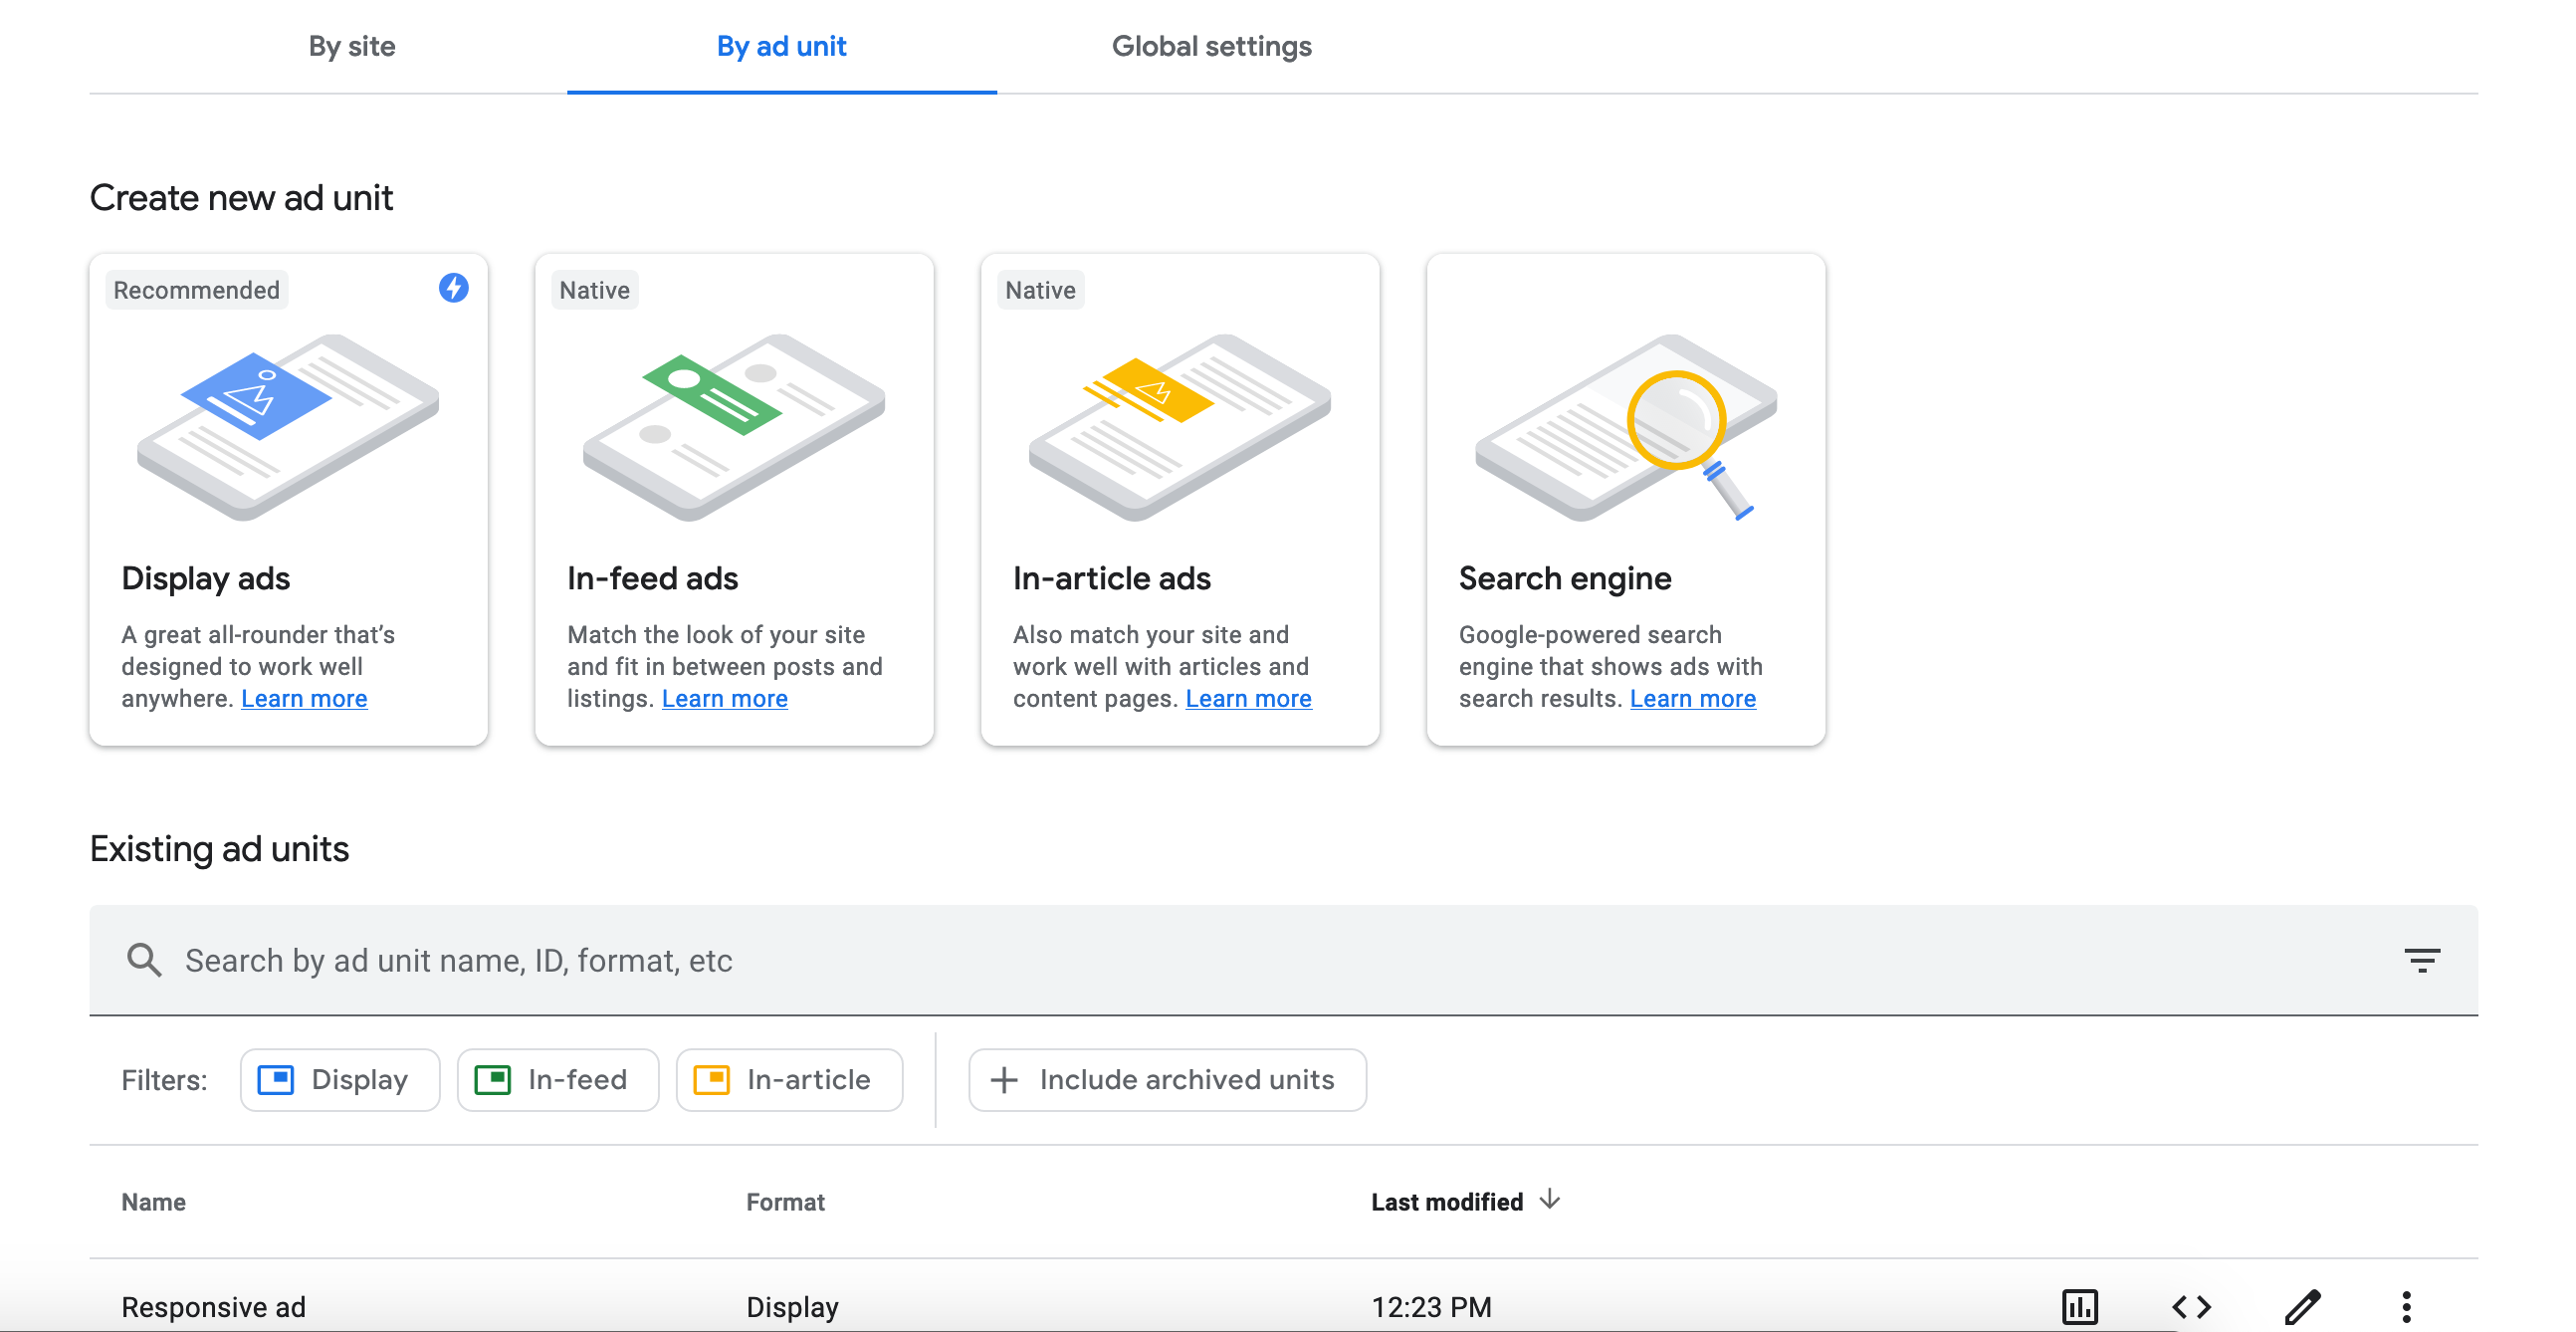 By site
By ad unit
Global settings
Create new ad unit
Recommended
Display ads
A great all-rounder that’s
designed to work well
anywhere. Learn more
Native
In-feed ads
Match the look of your site
and fit in between posts and
listings. Learn more
Native
In-article ads
Also match your site and
work well with articles and
content pages. Learn more
Search engine
Google-powered search
engine that shows ads with
search results. Learn more
Existing ad units
Search by ad unit name, ID, format, etc
Filters: Display In-feed In-article Include archived units
Name Format Last modified
Responsive ad Display 12:23 PM